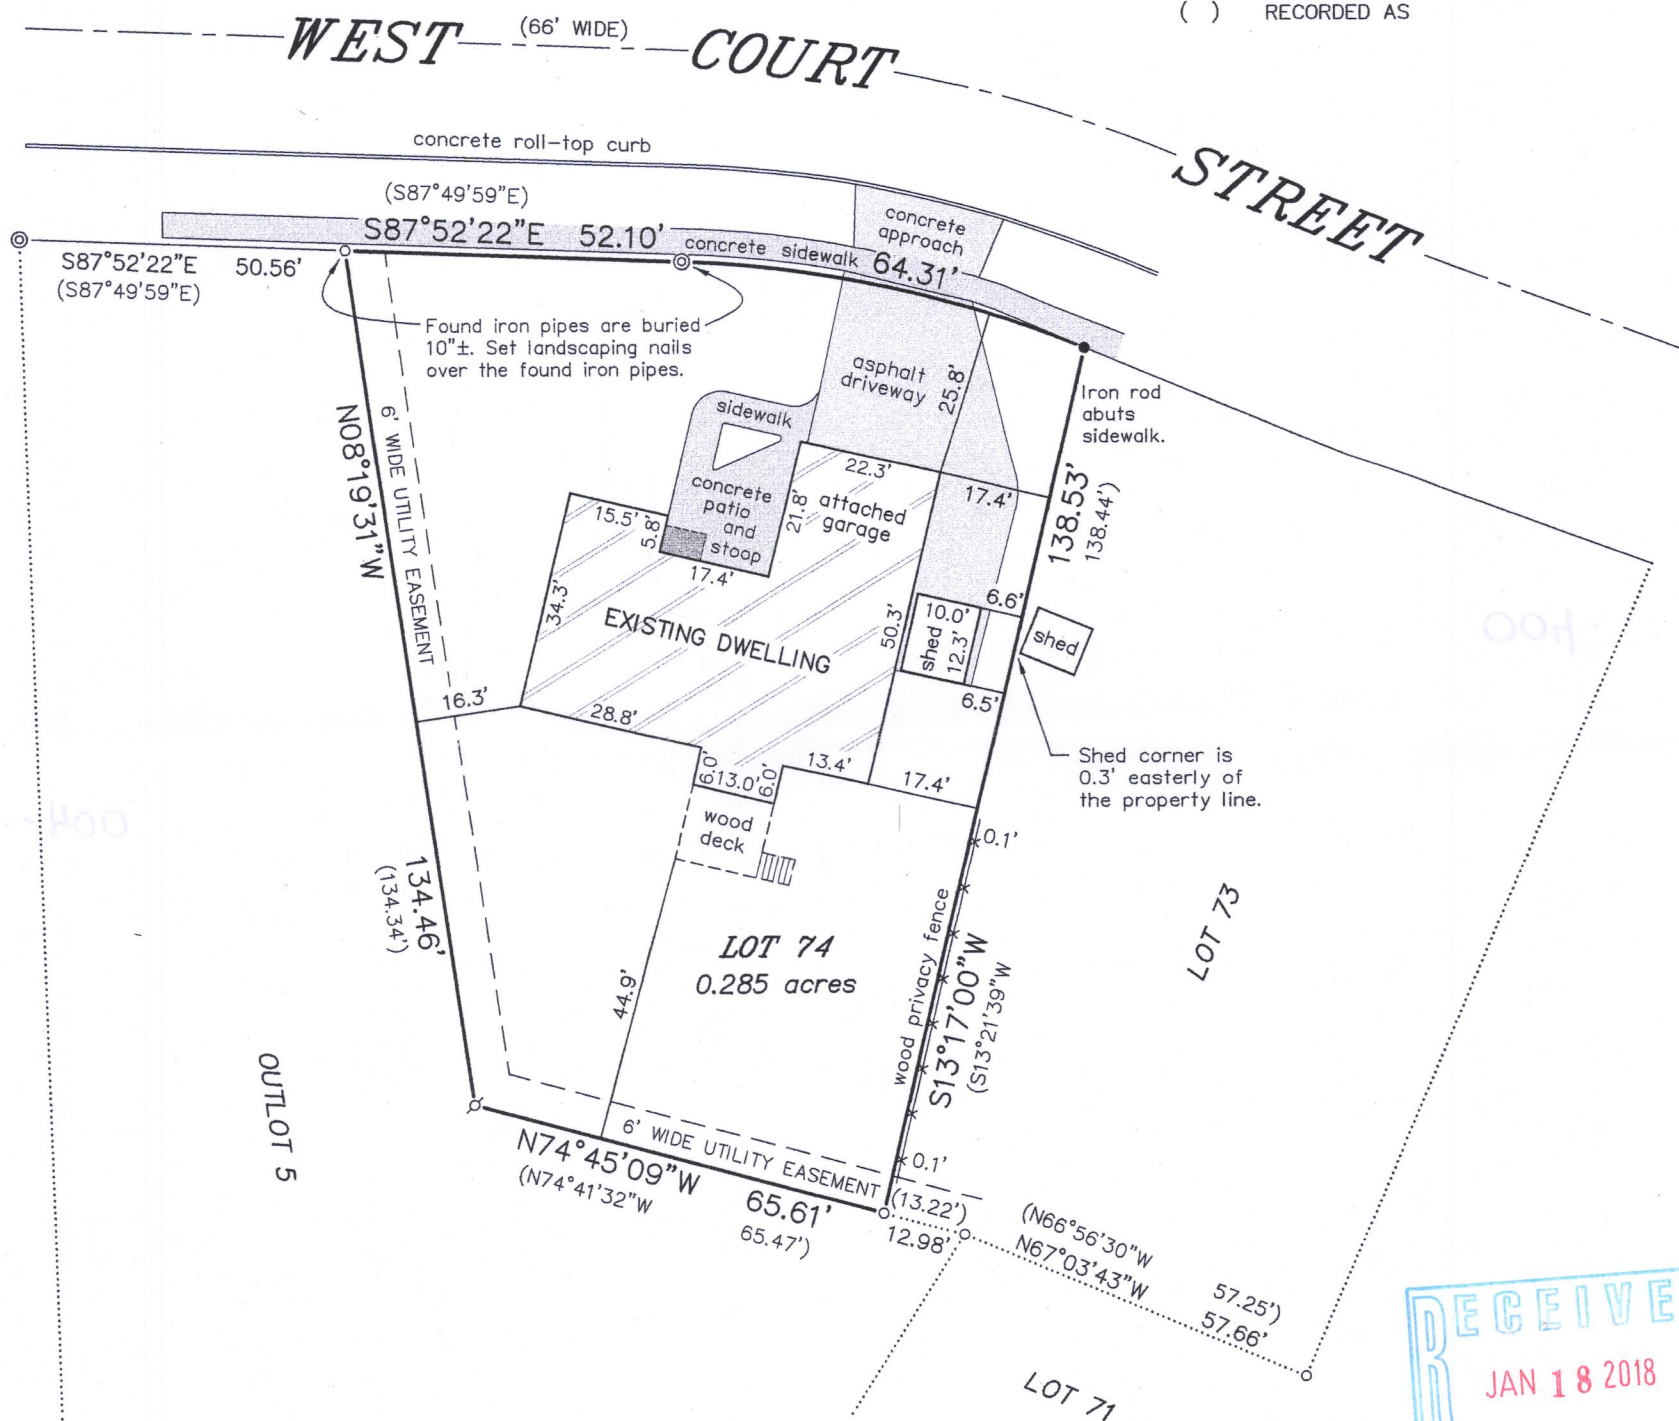 ( ) RECORDED AS
WEST (66' WIDE) COURT
STREET
concrete roll-top curb
(S87°49'59"E)
S87°52'22"E 52.10'
concrete sidewalk
64.31'
concrete
approach
S87°52'22"E 50.56'
(S87°49'59"E)
Found iron pipes are buried
10"±. Set landscaping nails
over the found iron pipes.
asphalt
driveway
25.8'
Iron rod
abuts
sidewalk.
sidewalk
N08°19'31"W
6' WIDE UTILITY EASEMENT
138.53'
138.44')
22.3'
17.4'
concrete
patio
and
stoop
21.8'
attached
garage
15.5'
5.8'
17.4'
34.3'
EXISTING DWELLING
50.3'
10.0'
shed
12.3'
6.6'
shed
6.5'
16.3'
28.8'
6.0'
13.0'
6.0'
13.4'
17.4'
Shed corner is
0.3' easterly of
the property line.
wood
deck
0.1'
134.46'
(134.34')
LOT 74
0.285 acres
44.9'
wood privacy fence
S13°17'00"W
(S13°21'39"W
LOT 73
OUTLOT 5
0.1'
6' WIDE UTILITY EASEMENT
N74°45'09"W 65.61'
(N74°41'32"W 65.47')
(13.22')
12.98'
(N66°56'30"W 57.25')
N67°03'43"W 57.66'
LOT 71
RECEIVE
JAN 18 2018